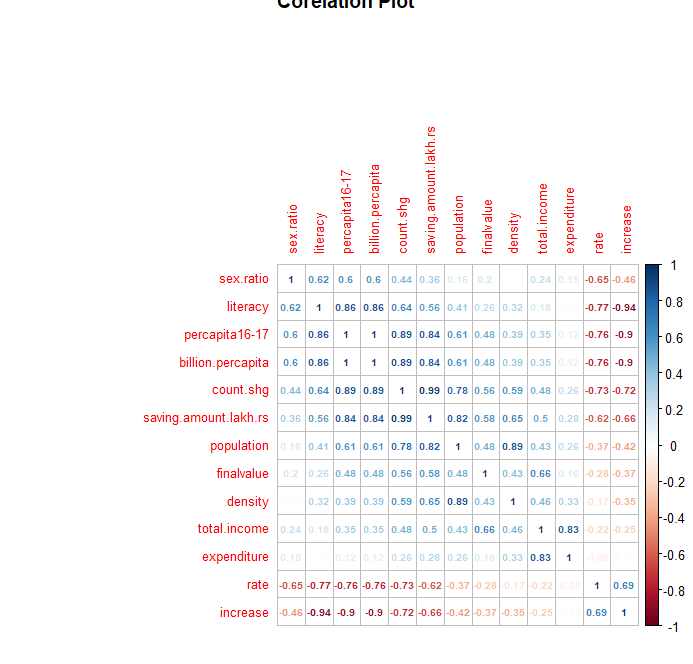 Corelation Plot
sex.ratio literacy percapita16-17 billion.percapita count.shg saving.amount.lakh.rs population finalvalue density total.income expenditure rate increase
sex.ratio 1 0.62 0.6 0.6 0.44 0.36 0.16 0.2 0.24 0.15 -0.65 -0.46
literacy 0.62 1 0.86 0.86 0.64 0.56 0.41 0.26 0.32 0.18 -0.77 -0.94
percapita16-17 0.6 0.86 1 1 0.89 0.84 0.61 0.48 0.39 0.35 0.12 -0.76 -0.9
billion.percapita 0.6 0.86 1 1 0.89 0.84 0.61 0.48 0.39 0.35 0.12 -0.76 -0.9
count.shg 0.44 0.64 0.89 0.89 1 0.99 0.78 0.56 0.59 0.48 0.26 -0.73 -0.72
saving.amount.lakh.rs 0.36 0.56 0.84 0.84 0.99 1 0.82 0.58 0.65 0.5 0.28 -0.62 -0.66
population 0.16 0.41 0.61 0.61 0.78 0.82 1 0.48 0.89 0.43 0.26 -0.37 -0.42
finalvalue 0.2 0.26 0.48 0.48 0.56 0.58 0.48 1 0.43 0.66 0.16 -0.28 -0.37
density 0.32 0.39 0.39 0.59 0.65 0.89 0.43 1 0.46 0.33 -0.17 -0.35
total.income 0.24 0.18 0.35 0.35 0.48 0.5 0.43 0.66 0.46 1 0.83 -0.22 -0.25
expenditure 0.15 0.12 0.12 0.26 0.28 0.26 0.16 0.33 0.83 1
rate -0.65 -0.77 -0.76 -0.76 -0.73 -0.62 -0.37 -0.28 -0.17 -0.22 1 0.69
increase -0.46 -0.94 -0.9 -0.9 -0.72 -0.66 -0.42 -0.37 -0.35 -0.25 0.69 1
1
0.8
0.6
0.4
0.2
0
-0.2
-0.4
-0.6
-0.8
-1